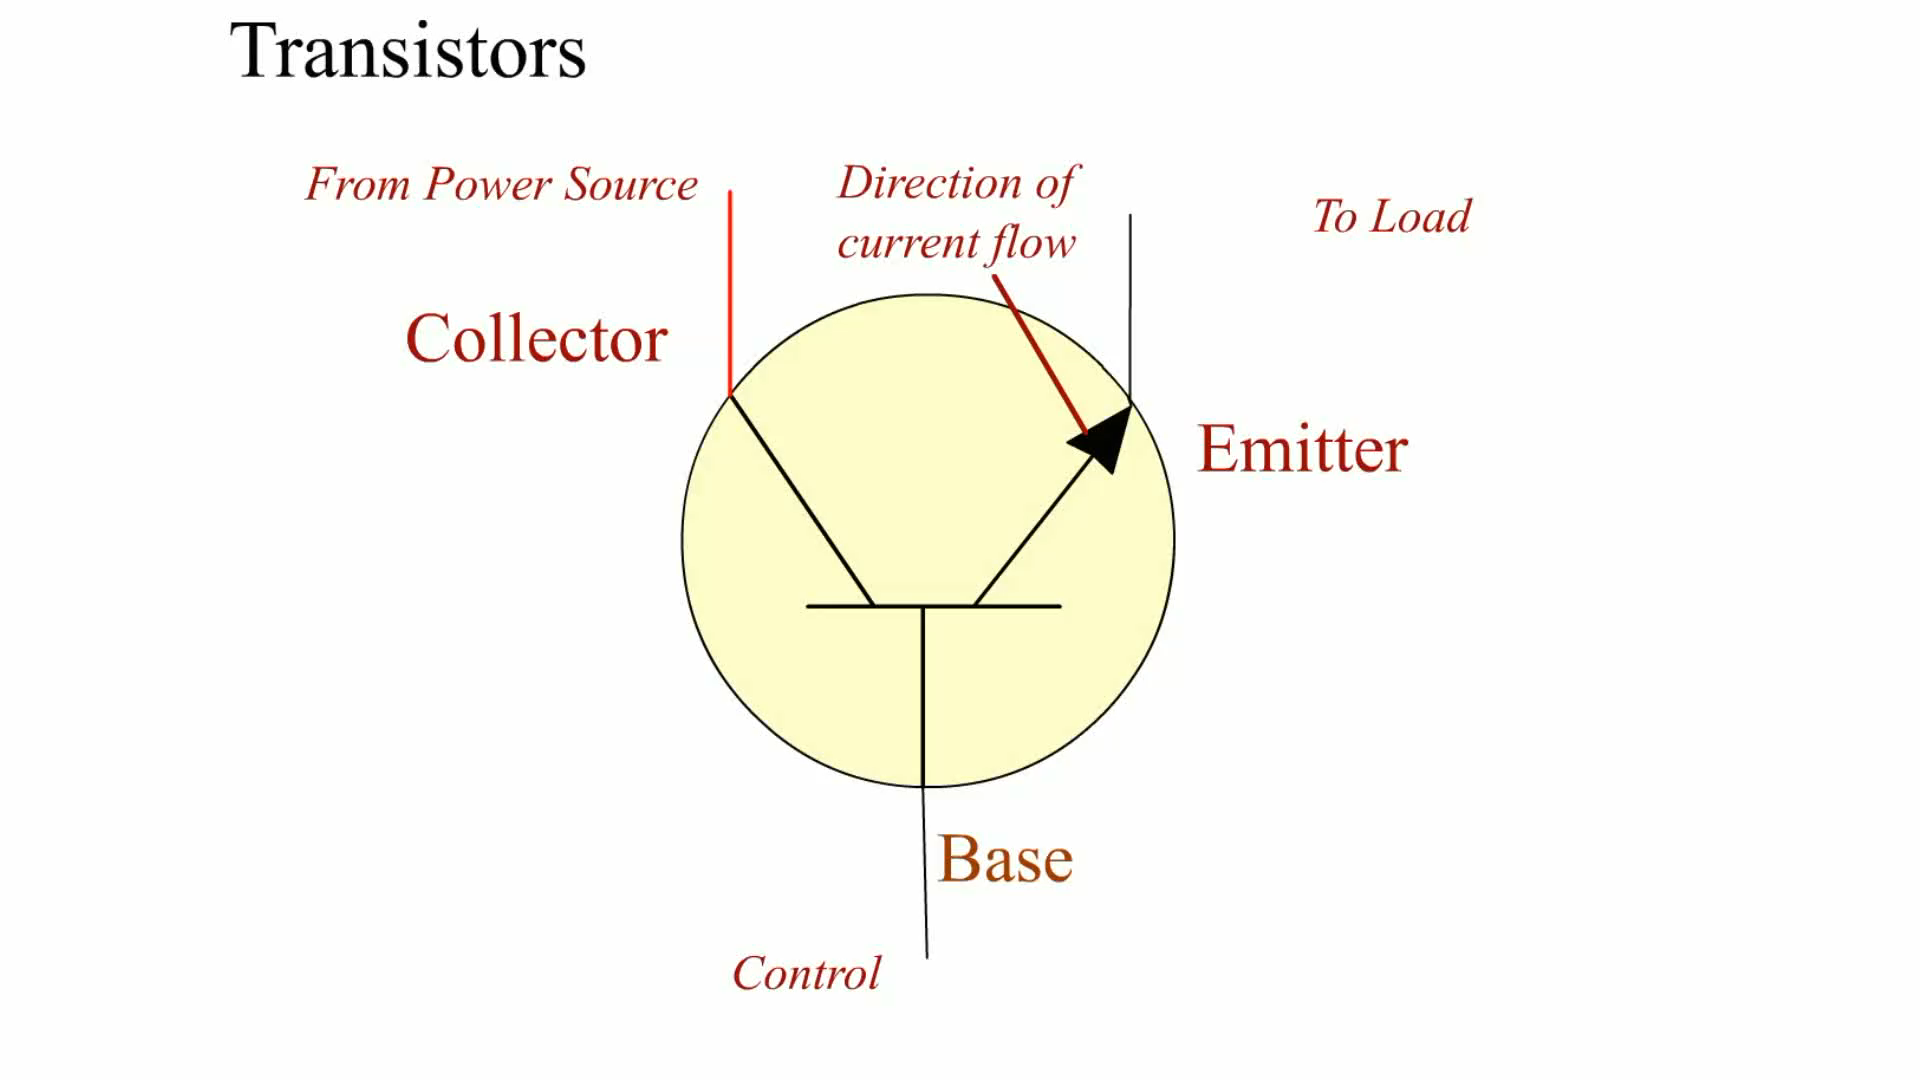 Transistors
From Power Source
Direction of
current flow
To Load
Collector
Emitter
Base
Control